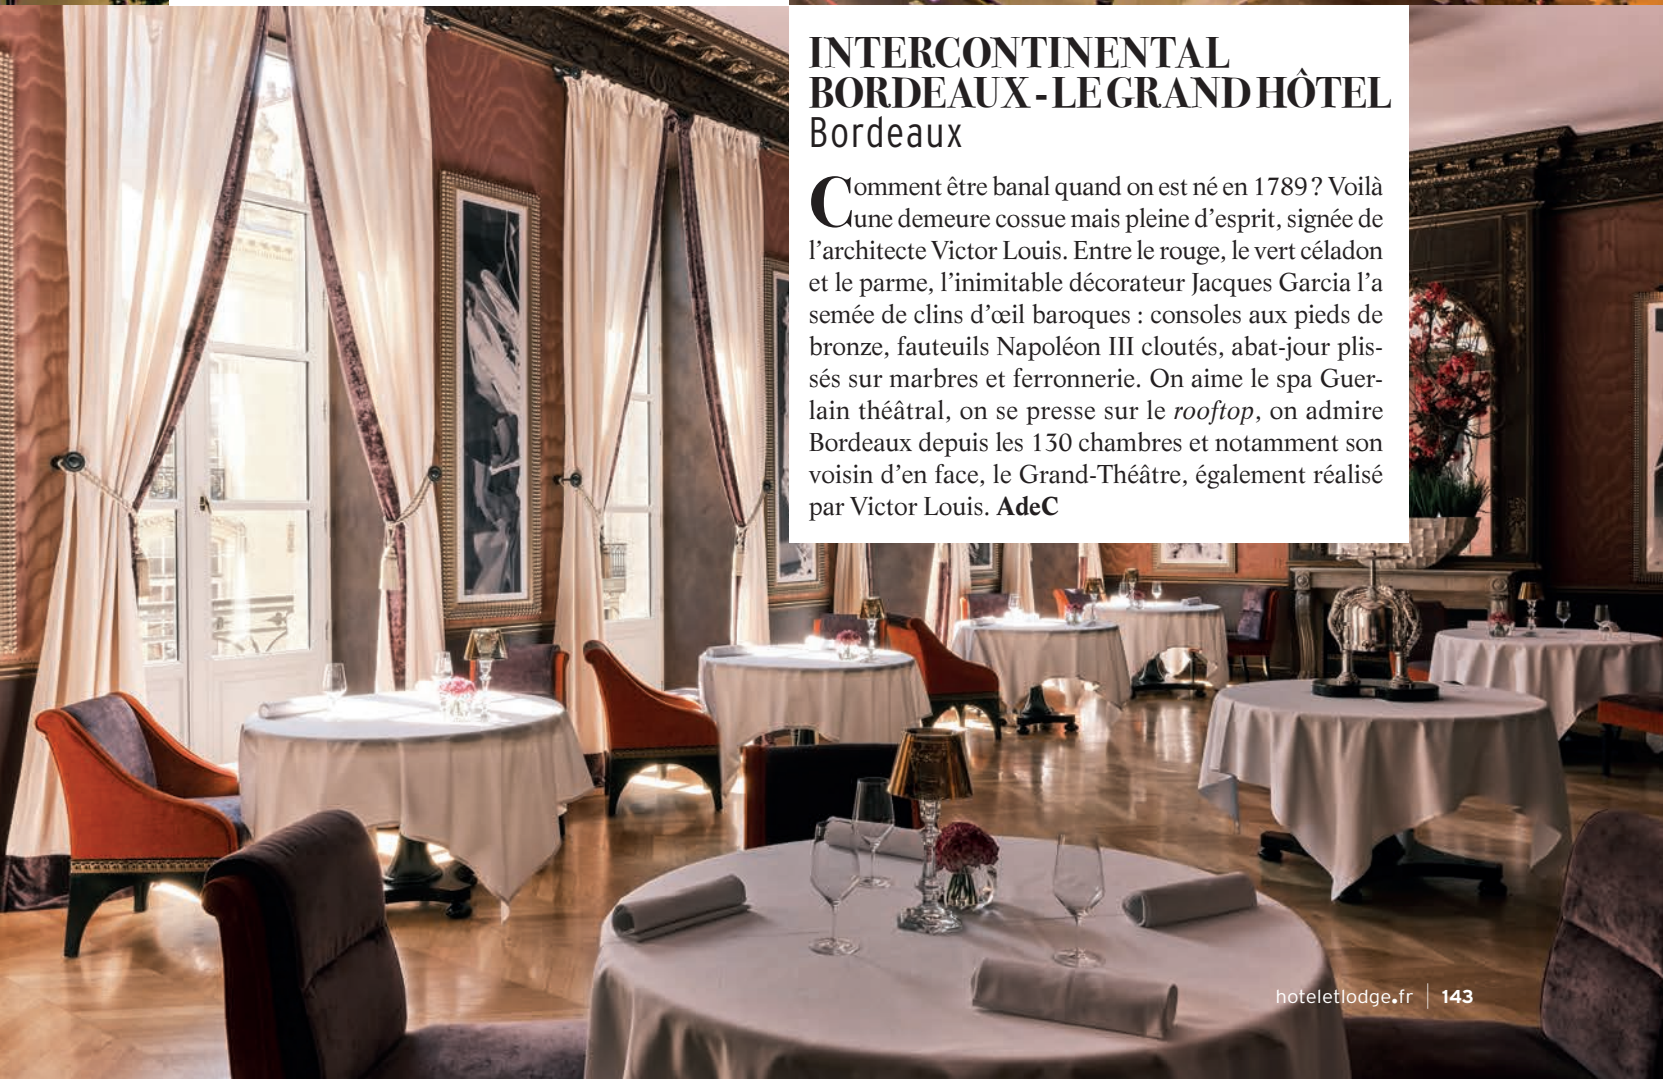 INTERCONTINENTAL
BORDEAUX - LE GRAND HÔTEL
Bordeaux
Comment être banal quand on est né en 1789 ? Voilà
une demeure cossue mais pleine d’esprit, signée de
l’architecte Victor Louis. Entre le rouge, le vert céladon
et le parme, l’inimitable décorateur Jacques Garcia l’a
semée de clins d’œil baroques : consoles aux pieds de
bronze, fauteuils Napoléon III cloutés, abat-jour plis-
sés sur marbres et ferronnerie. On aime le spa Guer-
lain théâtral, on se presse sur le rooftop, on admire
Bordeaux depuis les 130 chambres et notamment son
voisin d’en face, le Grand-Théâtre, également réalisé
par Victor Louis. AdeC
hoteletlodge.fr | 143